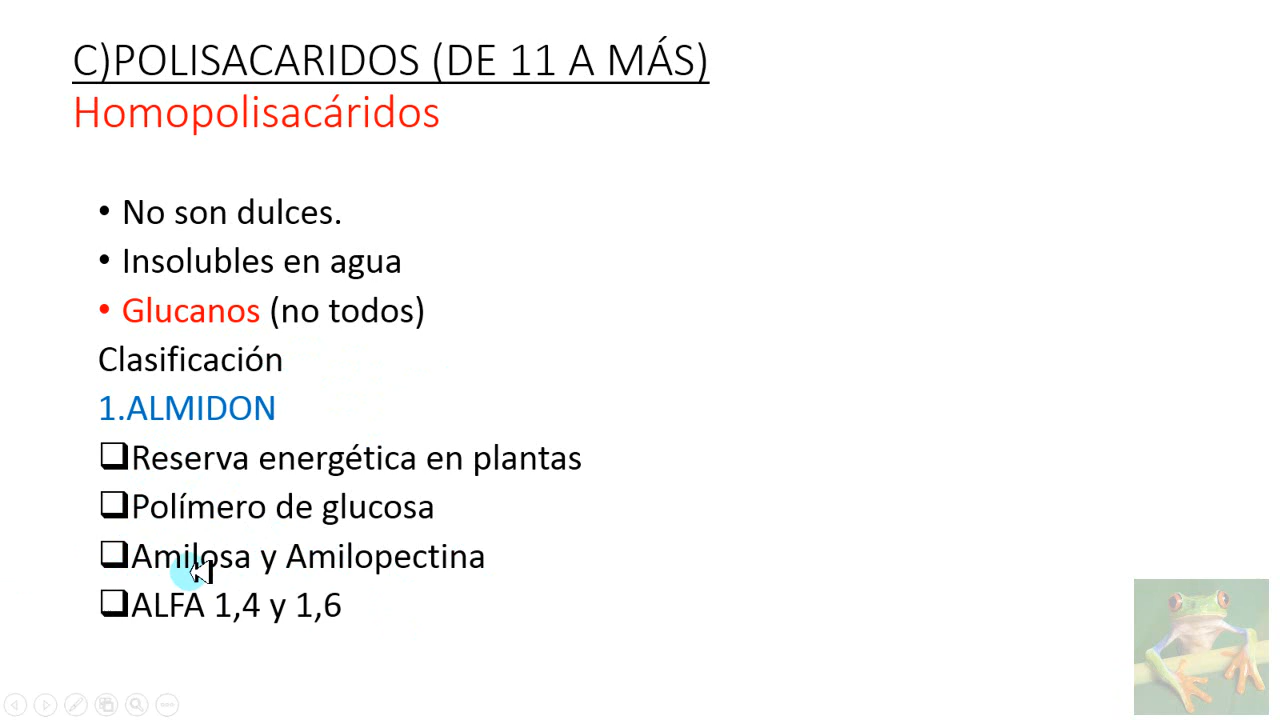 C)POLISACARIDOS (DE 11 A MÁS)
Homopolisacáridos
• No son dulces.
• Insolubles en agua
• Glucanos (no todos)
Clasificación
1.ALMIDON
❑Reserva energética en plantas
❑Polímero de glucosa
❑Amilosa y Amilopectina
❑ALFA 1,4 y 1,6